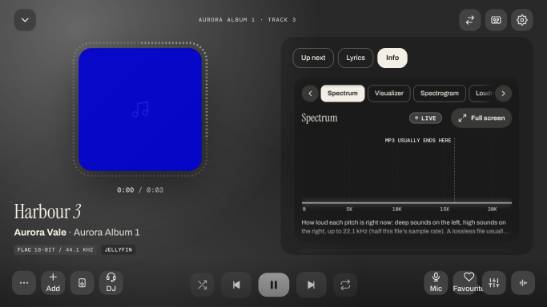 AURORA ALBUM 1 · TRACK 3
Up next
Lyrics
Info
Spectrum
Visualizer
Spectrogram
Spectrum
LIVE
Full screen
MP3 USUALLY ENDS HERE
0 5K 10K 15K 20K
How loud each pitch is right now: deep sounds on the left, high sounds on
the right, up to 22.1 kHz (half this file's sample rate). A lossless file usuall...
0:00 / 0:03
Harbour 3
Aurora Vale · Aurora Album 1
FLAC 16-BIT / 44.1 KHZ
JELLYFIN
Add
DJ
Mic
Favourite